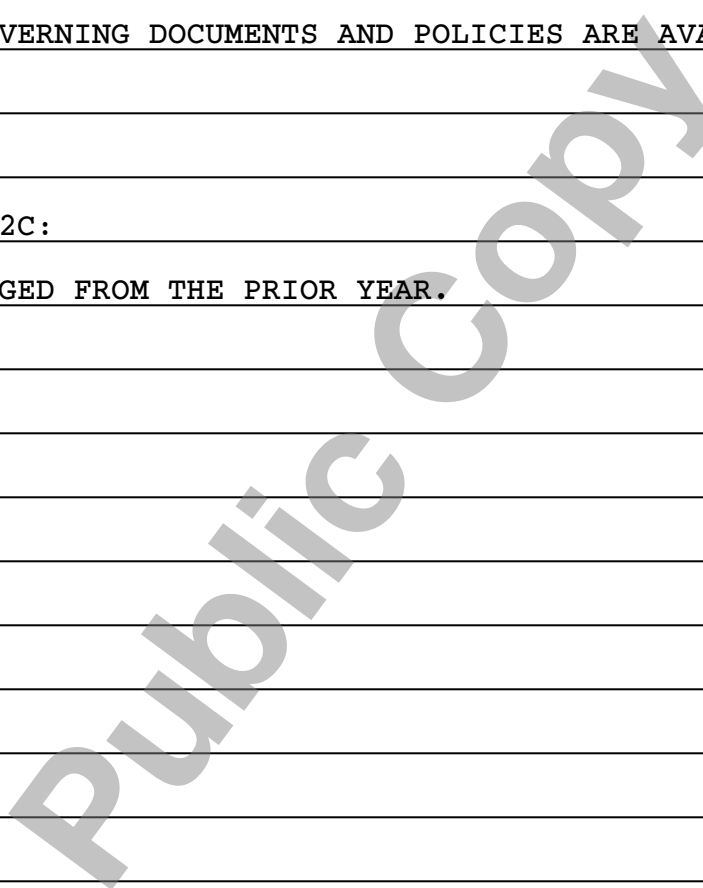 VERNING DOCUMENTS AND POLICIES ARE AVA
2C:
GED FROM THE PRIOR YEAR.
Public Copy